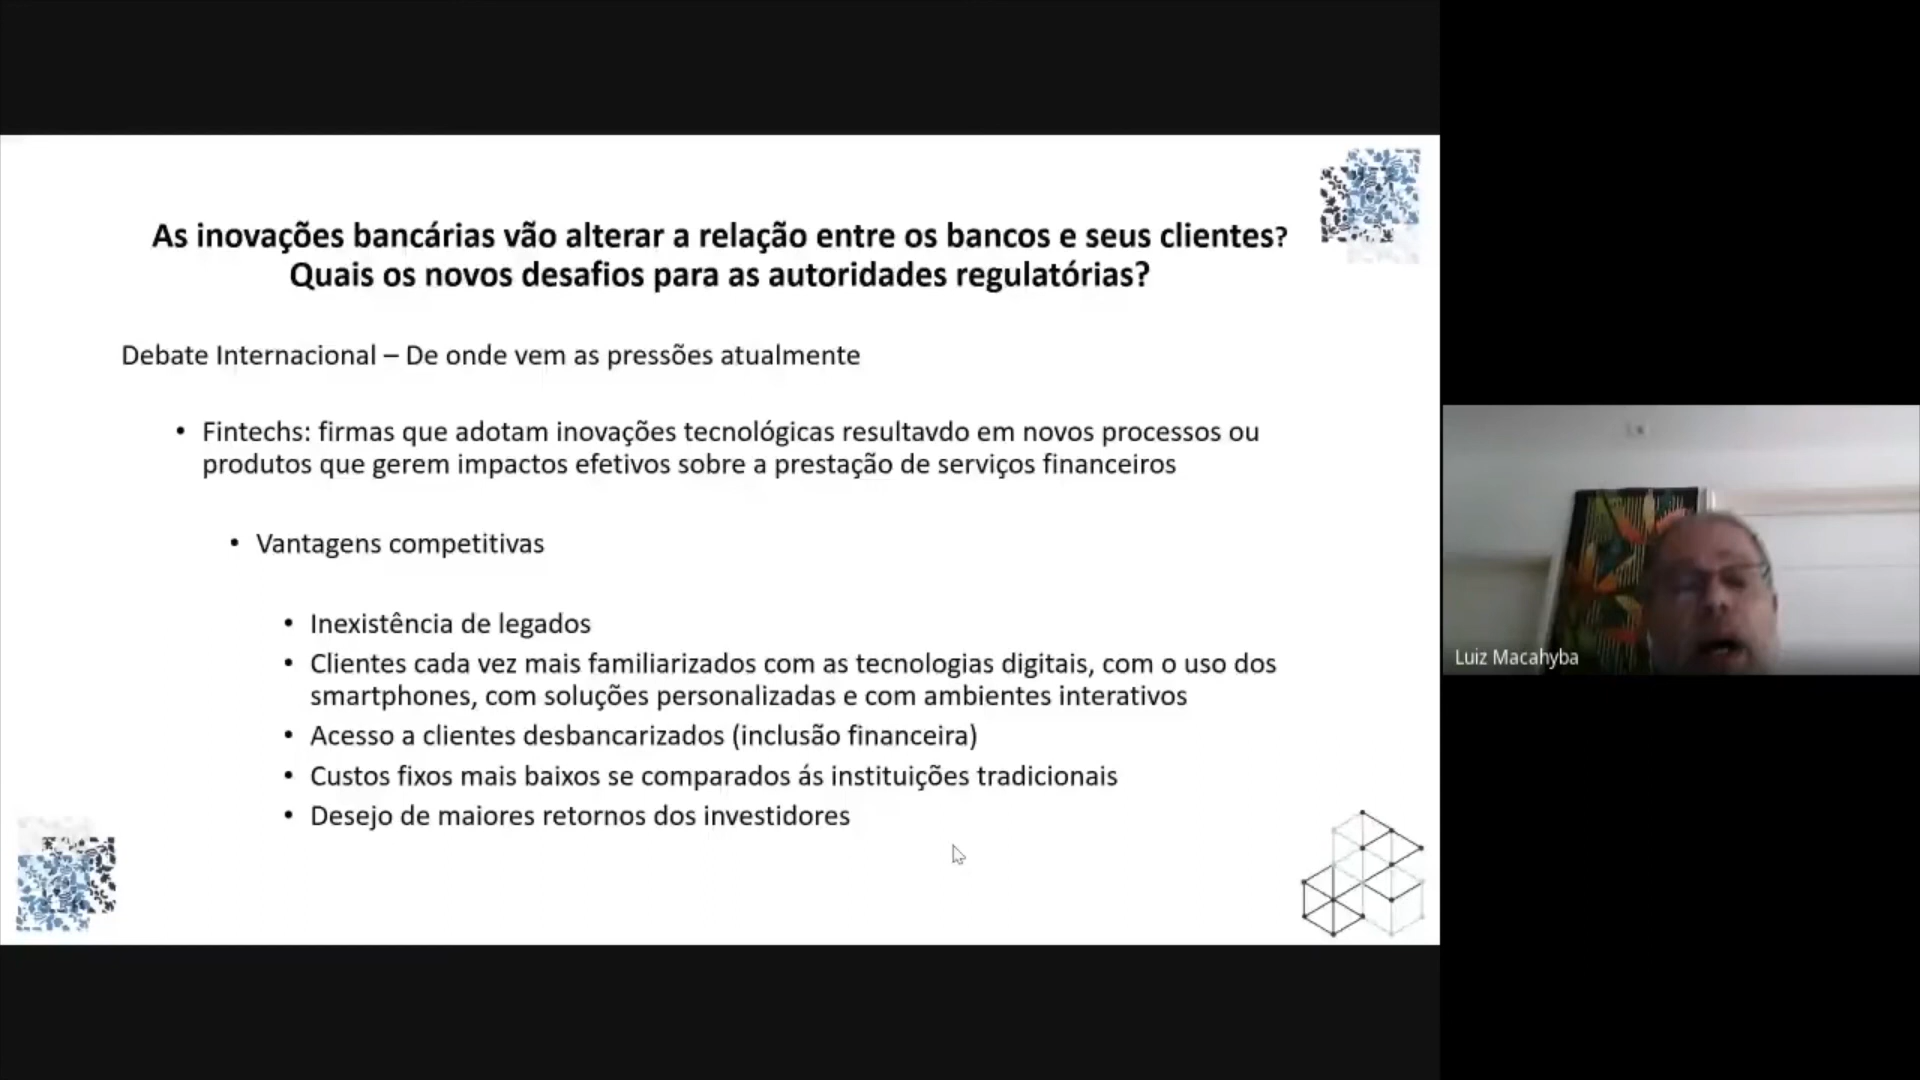 As inovações bancárias vão alterar a relação entre os bancos e seus clientes?
Quais os novos desafios para as autoridades regulatórias?
Debate Internacional – De onde vem as pressões atualmente
• Fintechs: firmas que adotam inovações tecnológicas resultavdo em novos processos ou
produtos que gerem impactos efetivos sobre a prestação de serviços financeiros
• Vantagens competitivas
• Inexistência de legados
• Clientes cada vez mais familiarizados com as tecnologias digitais, com o uso dos
smartphones, com soluções personalizadas e com ambientes interativos
• Acesso a clientes desbancarizados (inclusão financeira)
• Custos fixos mais baixos se comparados ás instituições tradicionais
• Desejo de maiores retornos dos investidores
Luiz Macahyba